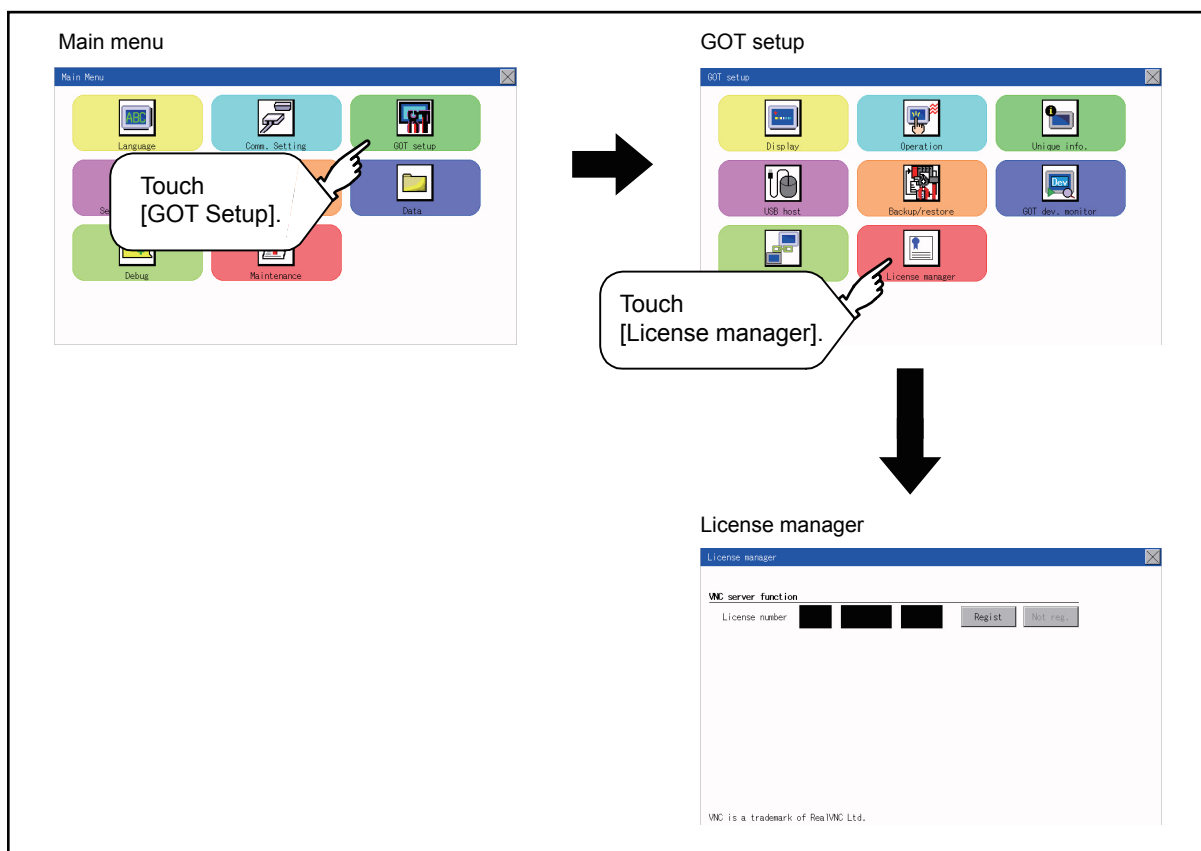 Main menu
Main Menu
Language
Comm. Setting
GOT setup
Touch
[GOT Setup].
Se
Data
Debug
Maintenance
GOT setup
GOT setup
Display
Operation
Unique info.
USB host
Backup/restore
GOT dev. monitor
License manager
Touch
[License manager].
License manager
License manager
VNC server function
License number
Regist
Not reg.
VNC is a trademark of RealVNC Ltd.